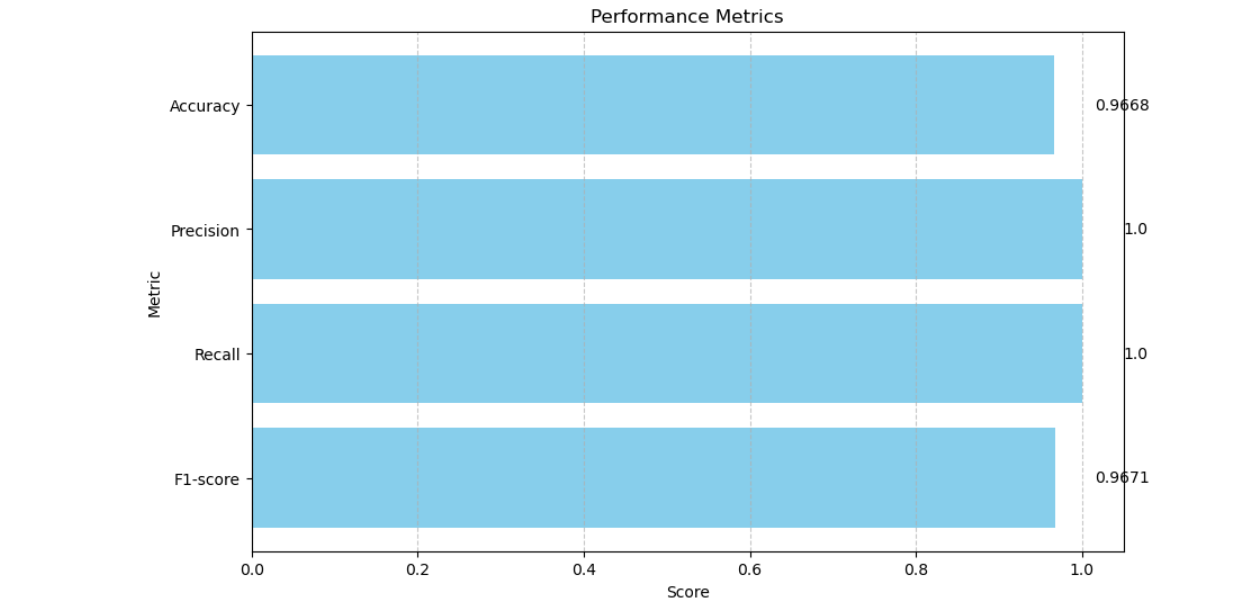 Performance Metrics
Accuracy
0.9668
Precision
1.0
Metric
Recall
1.0
F1-score
0.9671
0.0 0.2 0.4 0.6 0.8 1.0
Score